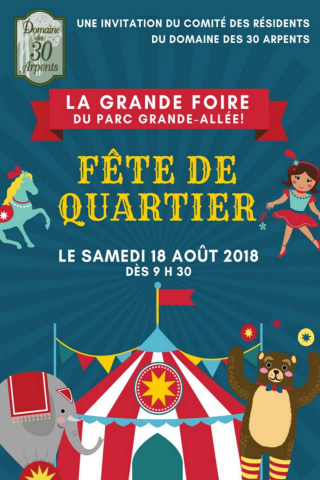 Domaine
des
30
Arpents
UNE INVITATION DU COMITÉ DES RÉSIDENTS
DU DOMAINE DES 30 ARPENTS
LA GRANDE FOIRE
DU PARC GRANDE-ALLÉE!
FÊTE DE
QUARTIER
LE SAMEDI 18 AOÛT 2018
DÈS 9 H 30